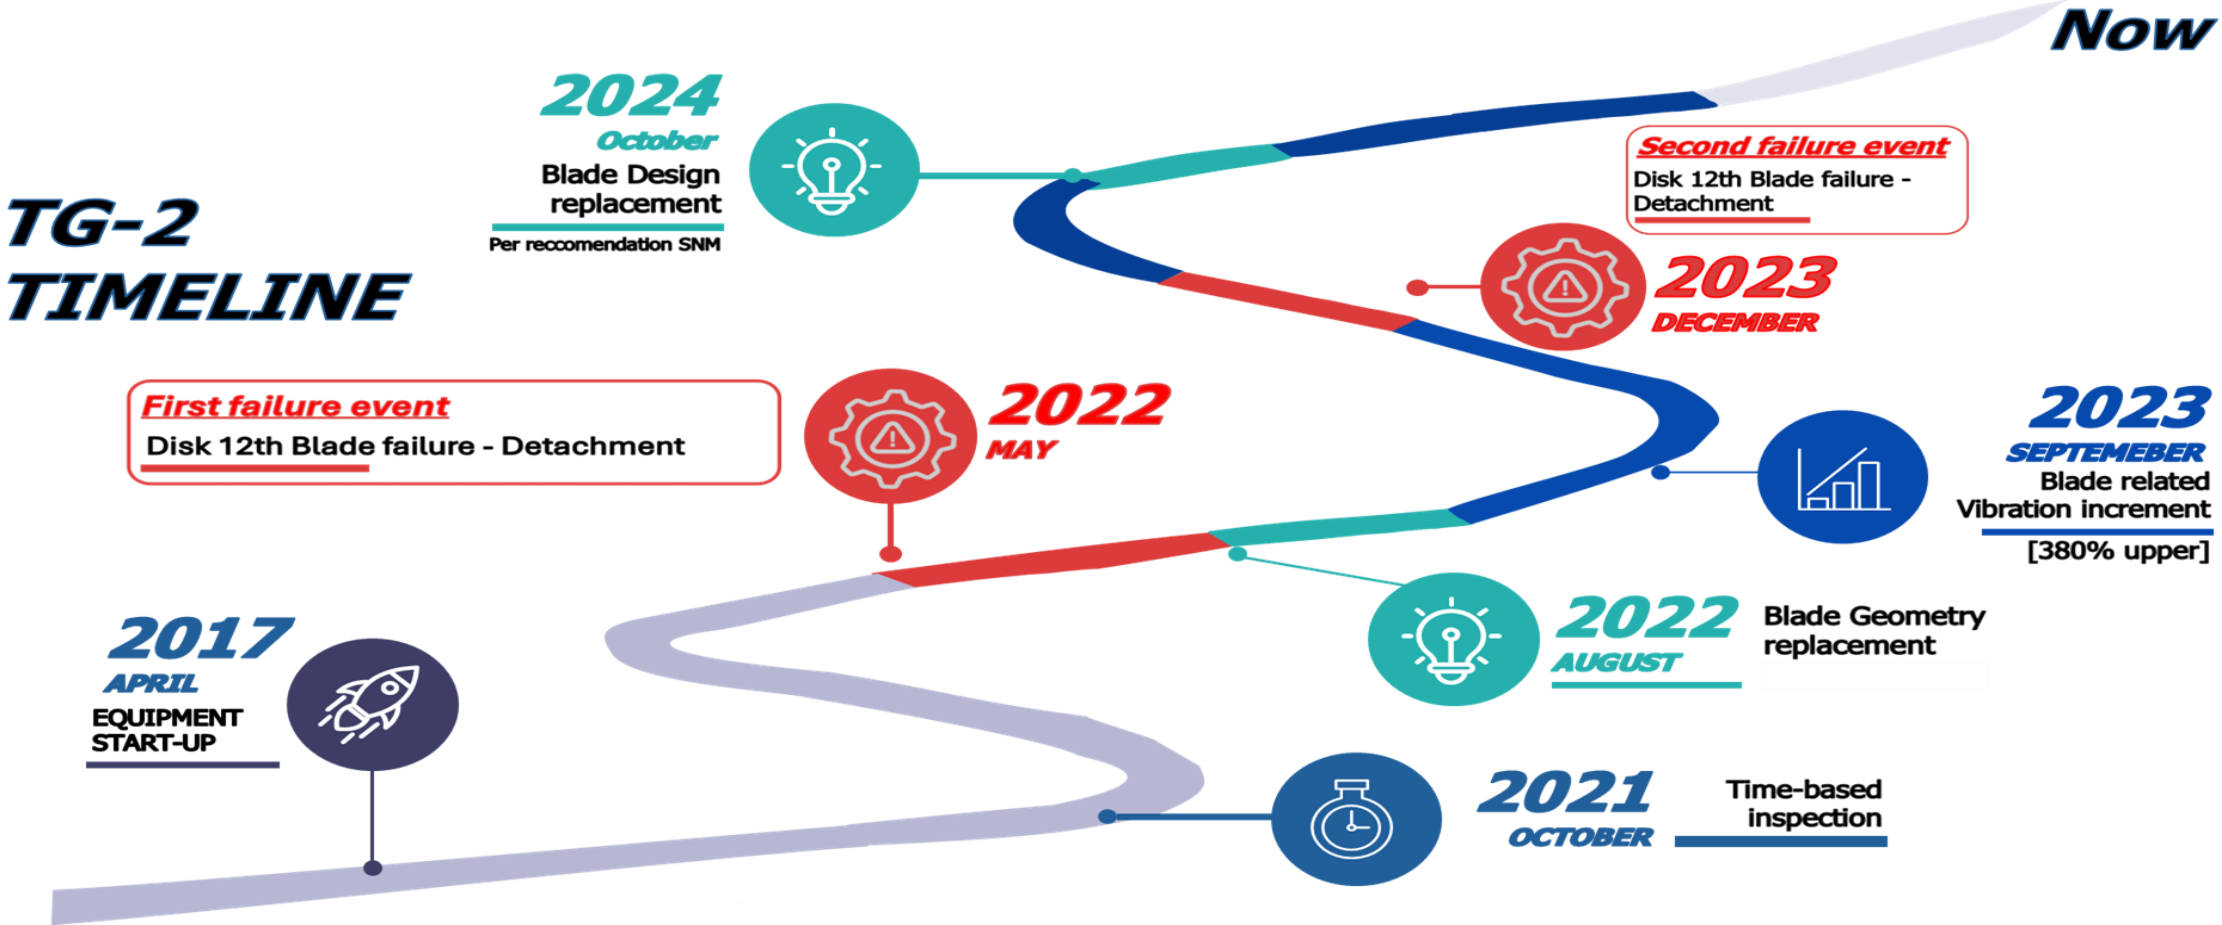 Now
2024
October
Blade Design
replacement
Per reccomendation SNM
Second failure event
Disk 12th Blade failure -
Detachment
TG-2
TIMELINE
2023
DECEMBER
First failure event
Disk 12th Blade failure - Detachment
2022
MAY
2023
SEPTEMEBER
Blade related
Vibration increment
[380% upper]
2017
APRIL
EQUIPMENT
START-UP
2022
AUGUST
Blade Geometry
replacement
2021
OCTOBER
Time-based
inspection